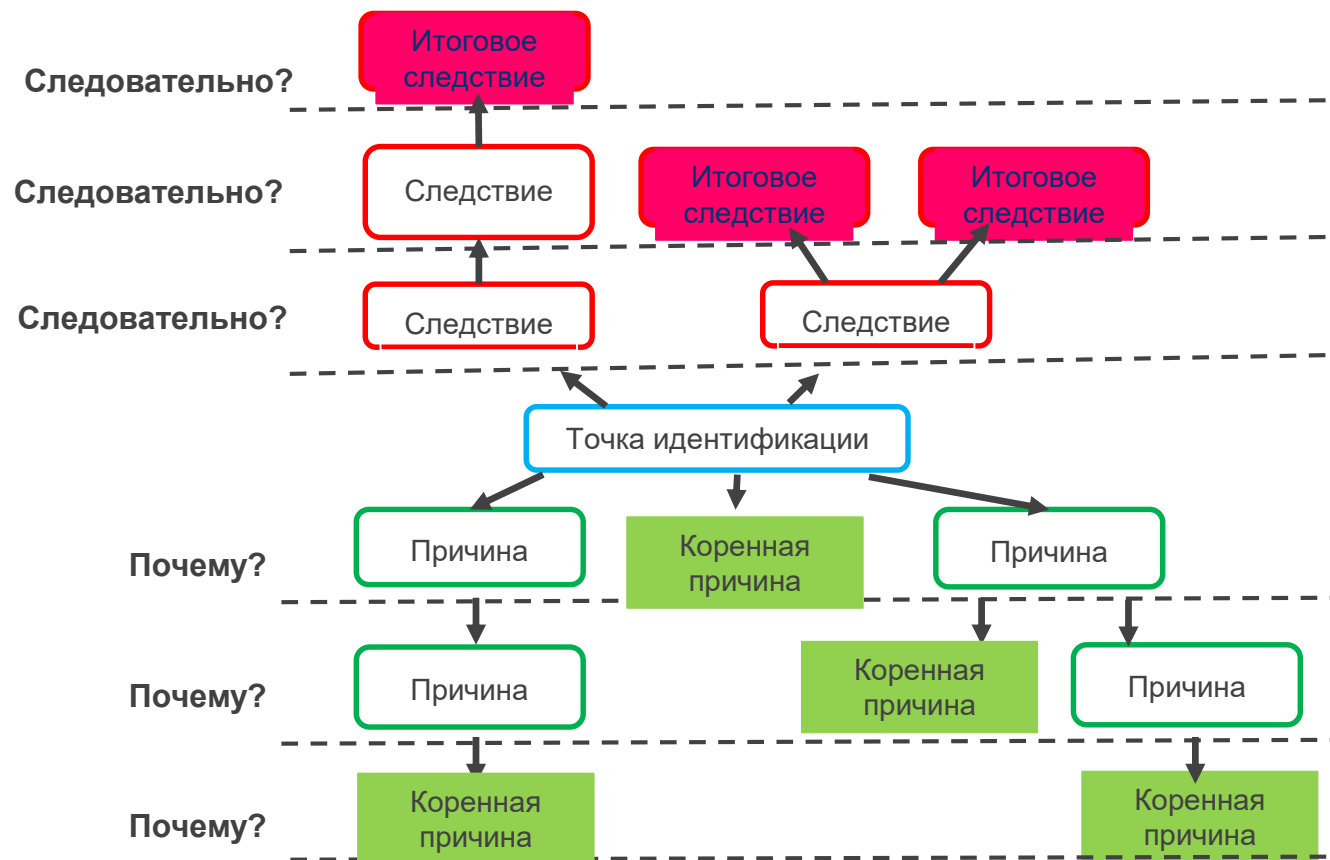 Итоговое
следствие
Следовательно?
Следовательно?
Следствие
Итоговое
следствие
Итоговое
следствие
Следовательно?
Следствие
Следствие
Точка идентификации
Почему?
Причина
Коренная
причина
Причина
Почему?
Причина
Коренная
причина
Причина
Почему?
Коренная
причина
Коренная
причина